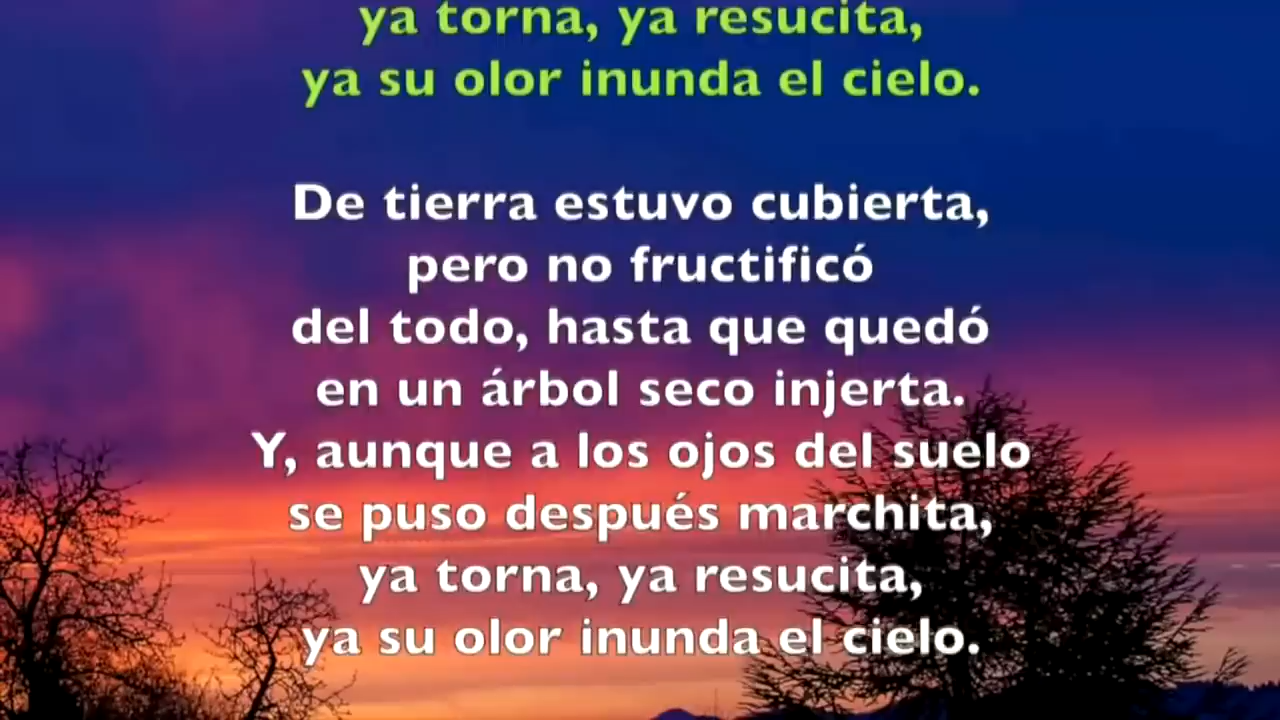 ya torna, ya resucita,
ya su olor inunda el cielo.
De tierra estuvo cubierta,
pero no fructificó
del todo, hasta que quedó
en un árbol seco injerta.
Y, aunque a los ojos del suelo
se puso después marchita,
ya torna, ya resucita,
ya su olor inunda el cielo.